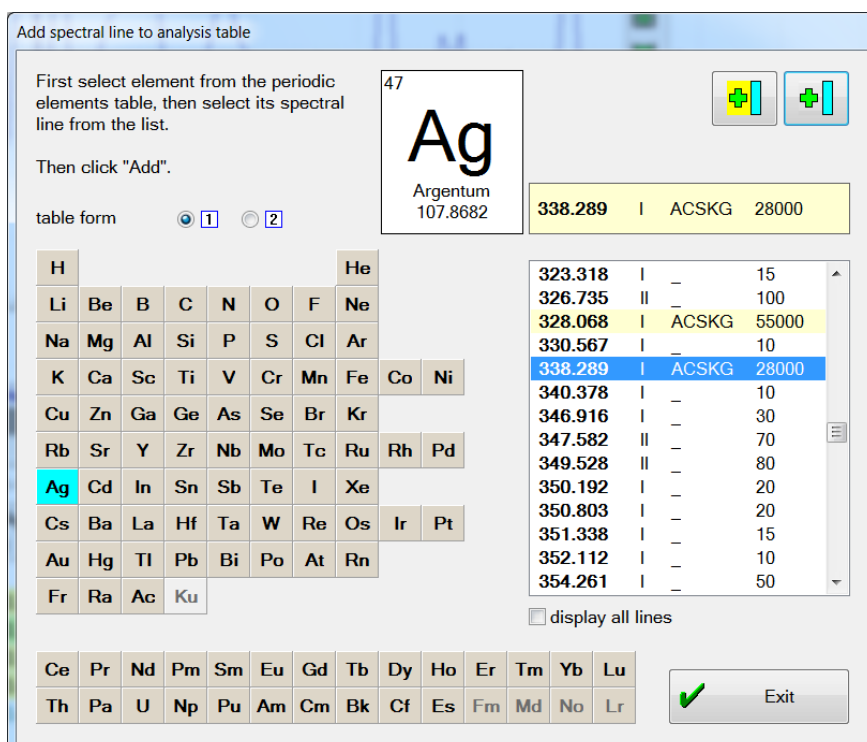 Add spectral line to analysis table
First select element from the periodic
elements table, then select its spectral
line from the list.
Then click "Add".
table form 1 2
47
Ag
Argentum
107.8682
338.289 I ACSKG 28000
H He
Li Be B C N O F Ne
Na Mg Al Si P S Cl Ar
K Ca Sc Ti V Cr Mn Fe Co Ni
Cu Zn Ga Ge As Se Br Kr
Rb Sr Y Zr Nb Mo Tc Ru Rh Pd
Ag Cd In Sn Sb Te I Xe
Cs Ba La Hf Ta W Re Os Ir Pt
Au Hg Tl Pb Bi Po At Rn
Fr Ra Ac Ku
323.318 I _ 15
326.735 II _ 100
328.068 I ACSKG 55000
330.567 I _ 10
338.289 I ACSKG 28000
340.378 I _ 10
346.916 I _ 30
347.582 II _ 70
349.528 II _ 80
350.192 I _ 20
350.803 I _ 20
351.338 I _ 15
352.112 I _ 10
354.261 I _ 50
display all lines
Ce Pr Nd Pm Sm Eu Gd Tb Dy Ho Er Tm Yb Lu
Th Pa U Np Pu Am Cm Bk Cf Es Fm Md No Lr
Exit